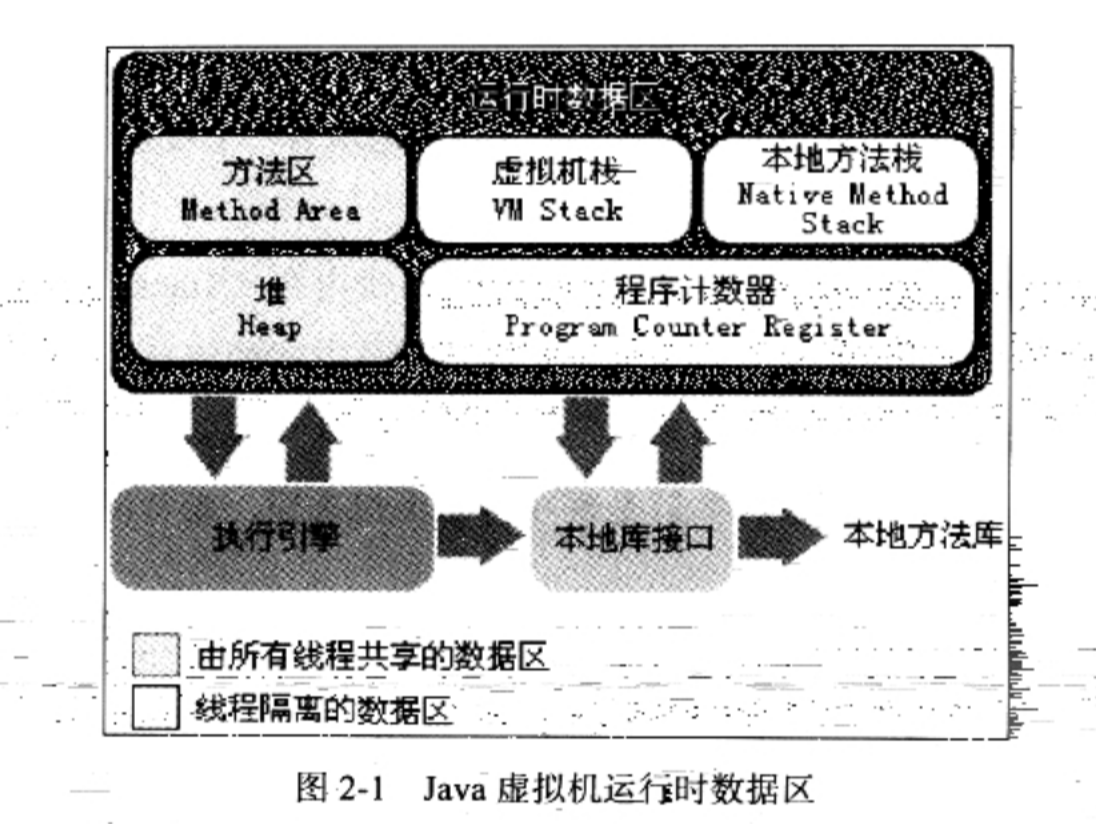 运行时数据区
方法区
Method Area
虚拟机栈
VM Stack
本地方法栈
Native Method
Stack
堆
Heap
程序计数器
Program Counter Register
执行引擎
本地库接口
本地方法库
由所有线程共享的数据区
线程隔离的数据区
图 2-1 Java 虚拟机运行时数据区